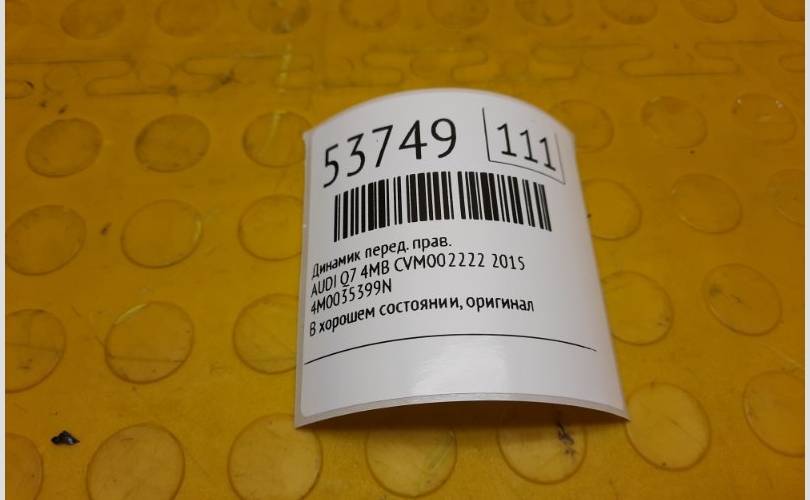 53749 111
Динамик перед. прав.
AUDI Q7 4MB CVM002222 2015
4M0035399N
В хорошем состоянии, оригинал